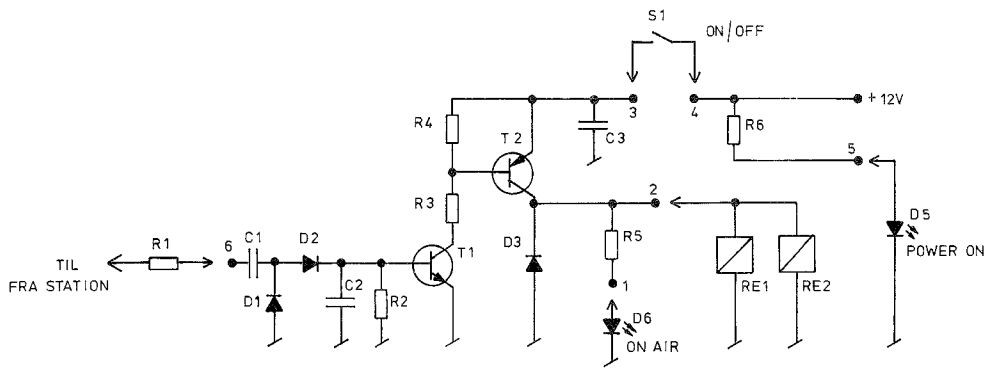 S1
ON/OFF
R4
T2
C3
3
4
R6
+12V
5
R3
2
D5
POWER ON
R1
6
C1
D2
T1
D3
R5
TIL
FRA STATION
D1
C2
R2
1
RE1
RE2
D6
ON AIR